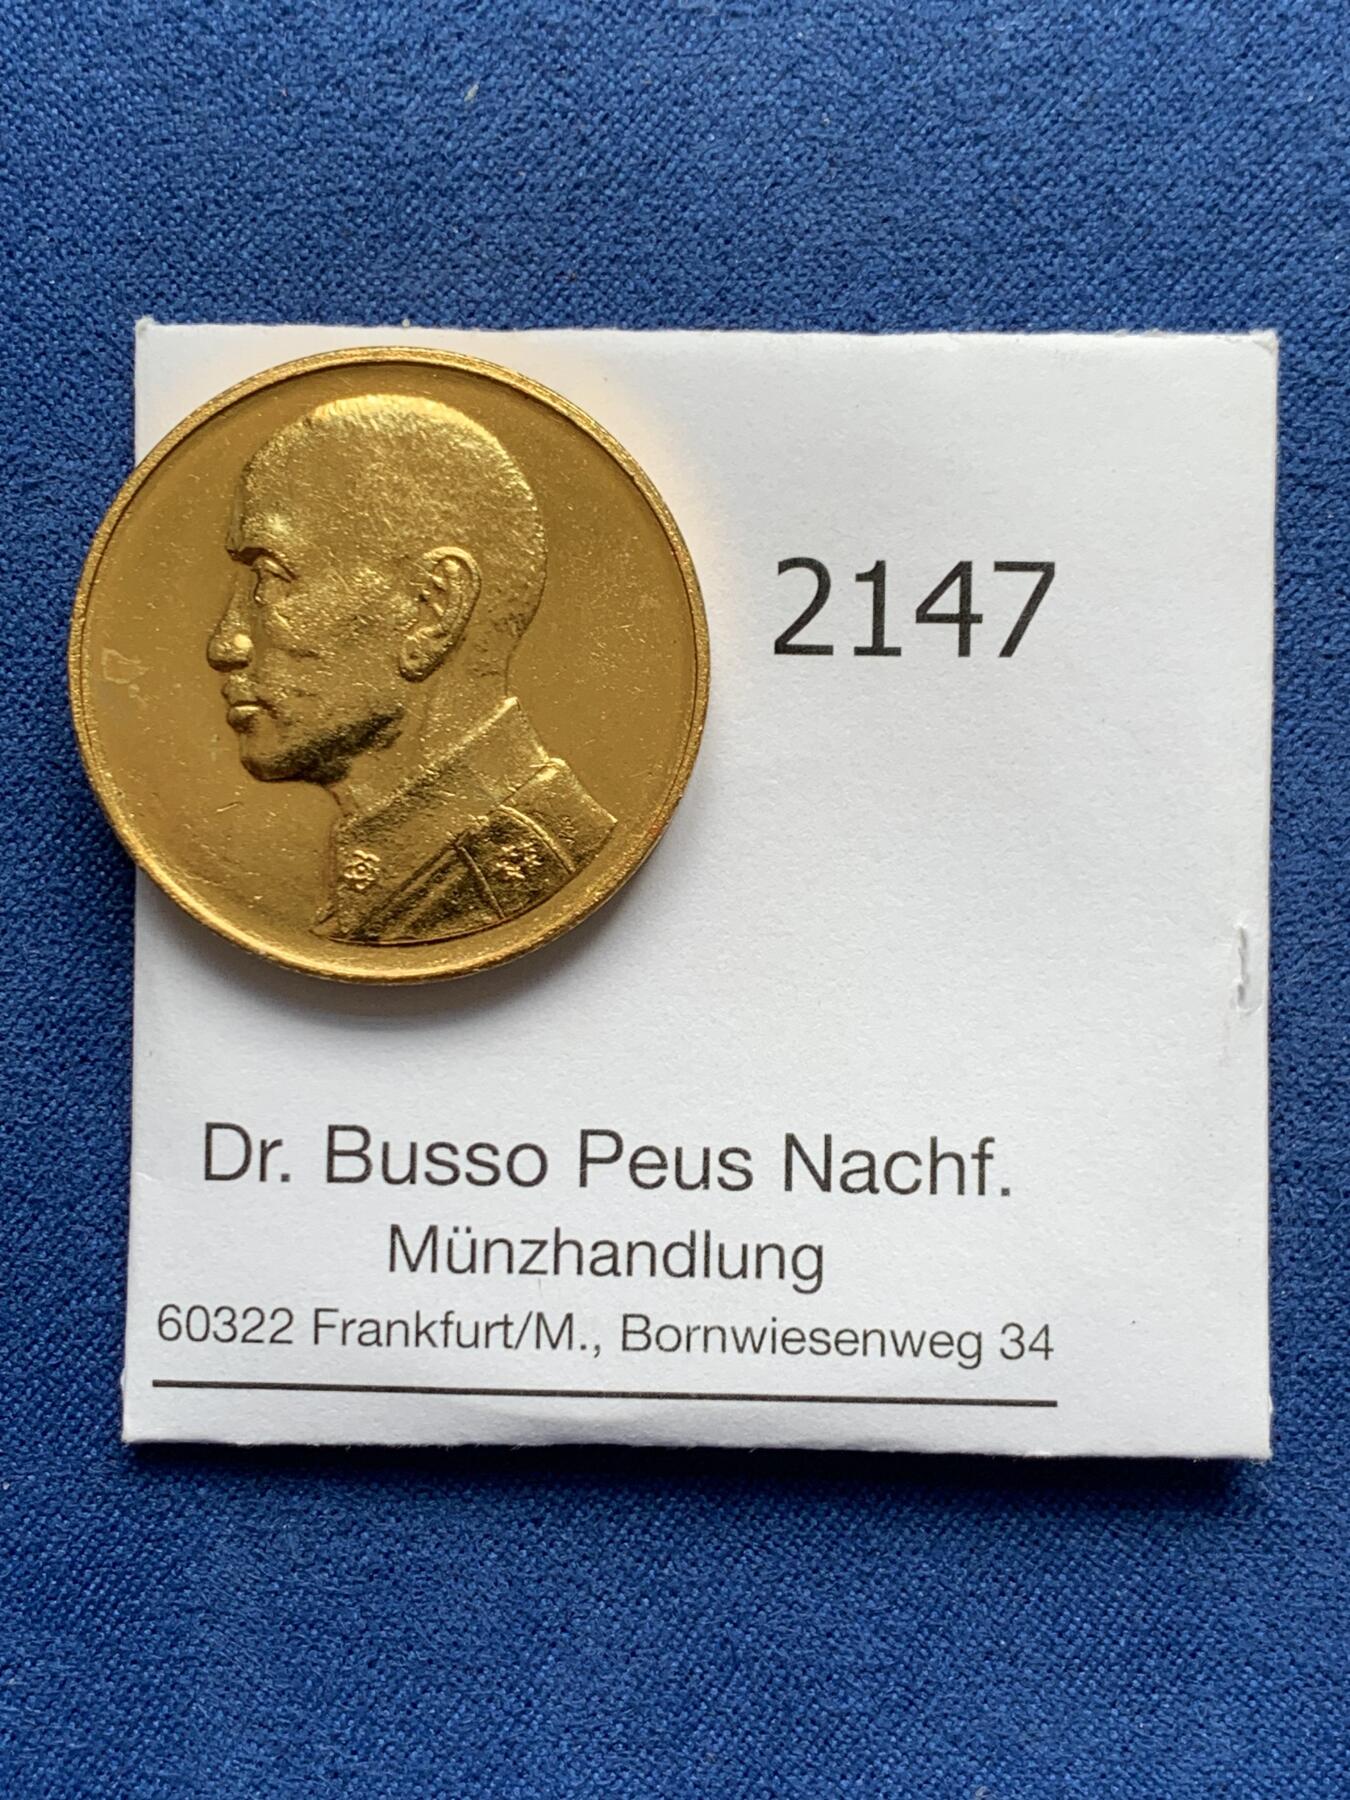 2147
Dr. Busso Peus Nachf.
Münzhandlung
60322 Frankfurt/M., Bornwiesenweg 34